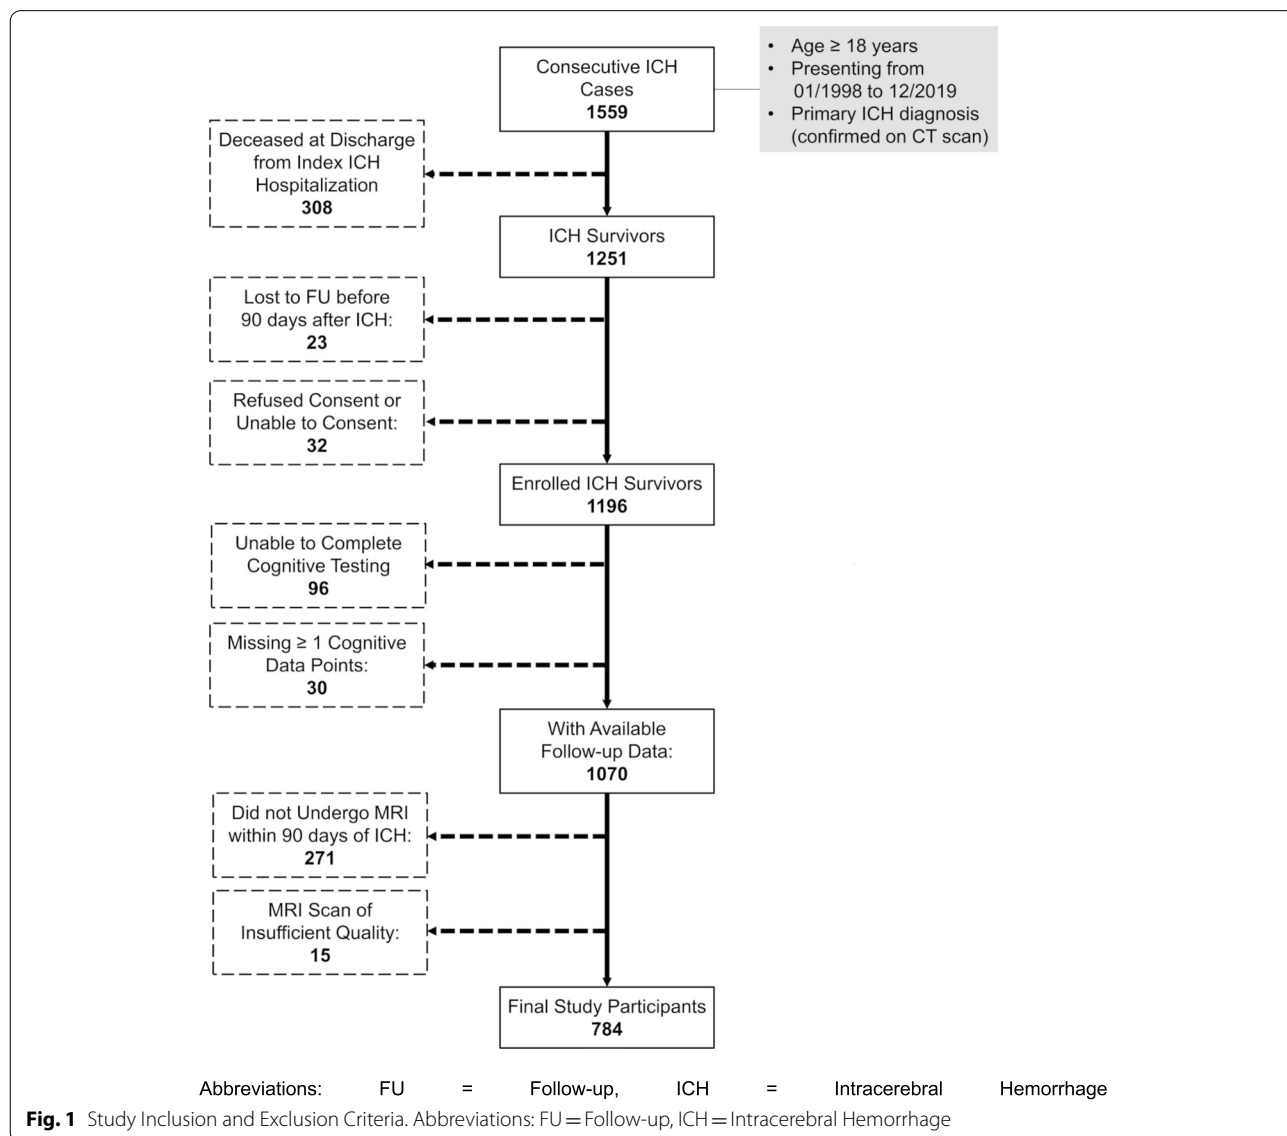 Consecutive ICH
Cases
1559
• Age ≥ 18 years
• Presenting from
01/1998 to 12/2019
• Primary ICH diagnosis
(confirmed on CT scan)
Deceased at Discharge
from Index ICH
Hospitalization
308
ICH Survivors
1251
Lost to FU before
90 days after ICH:
23
Refused Consent or
Unable to Consent:
32
Enrolled ICH Survivors
1196
Unable to Complete
Cognitive Testing
96
Missing ≥ 1 Cognitive
Data Points:
30
With Available
Follow-up Data:
1070
Did not Undergo MRI
within 90 days of ICH:
271
MRI Scan of
Insufficient Quality:
15
Final Study Participants
784
Abbreviations: FU = Follow-up, ICH = Intracerebral Hemorrhage
Fig. 1 Study Inclusion and Exclusion Criteria. Abbreviations: FU = Follow-up, ICH = Intracerebral Hemorrhage